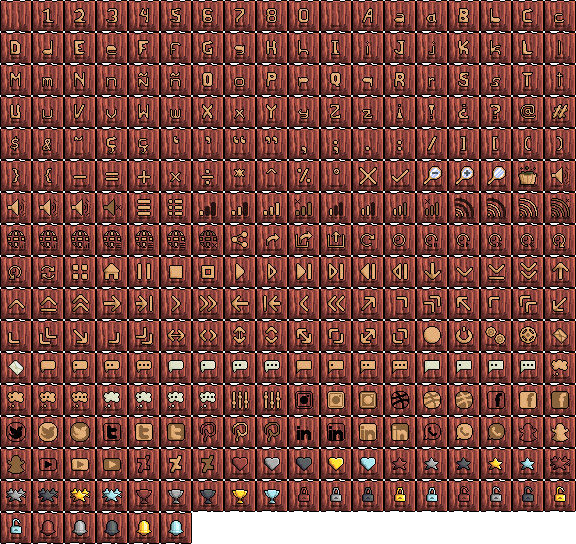 1 2 3 4 5 6 7 8 0 A a a B b C c
D d E e F f G g H h I i J j K k L l
M m N n Ñ ñ O o P p Q q R r S s T t
U u V v W w X x Y y Z z ¡ ! ¿ ? @ #
$ & ~ Ç ç ‘ ’ “ ” , ; . : / ] [ ( )
} { - = + × ÷ * ^ % °